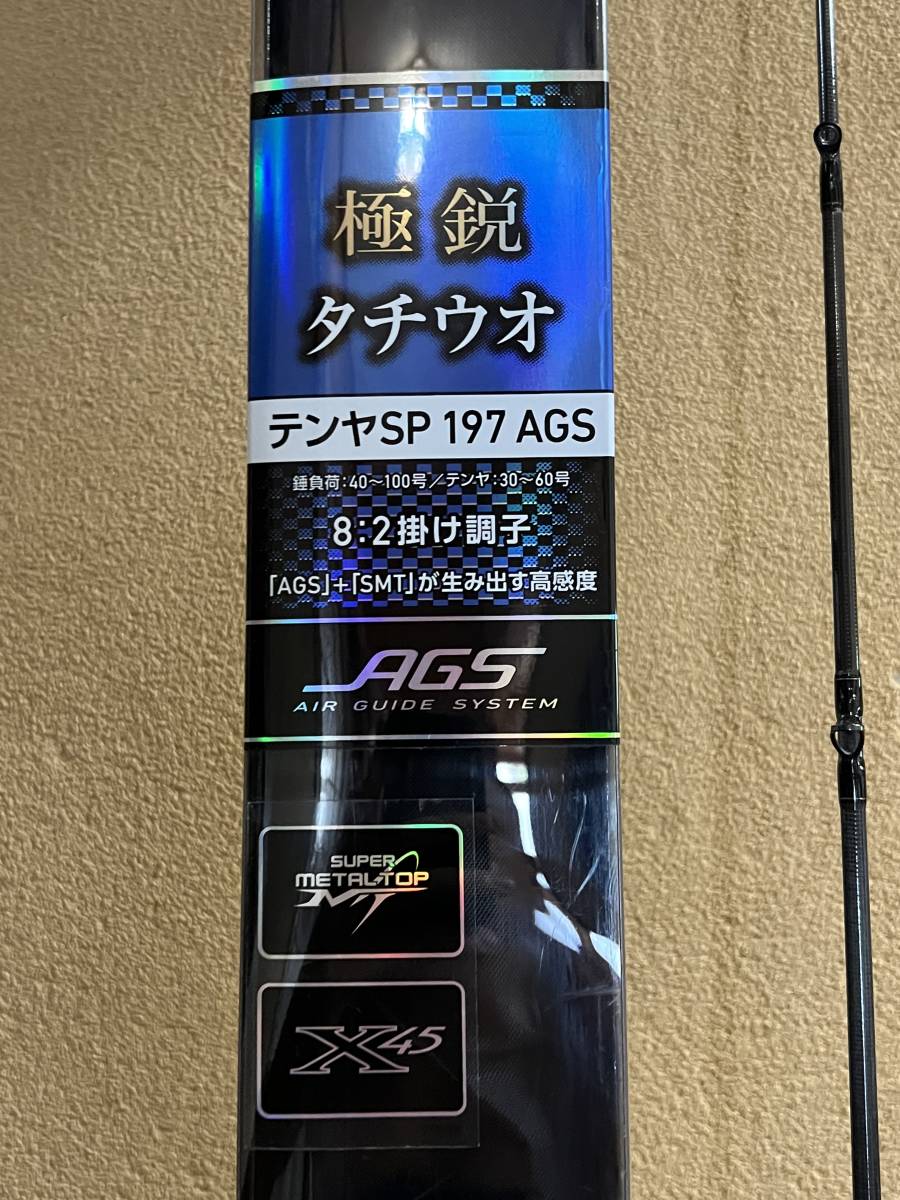 極鋭
タチウオ
テンヤSP 197 AGS
錘負荷:40～100号／テンヤ:30～60号
8:2掛け調子
「AGS」+「SMT」が生み出す高感度
AGS
AIR GUIDE SYSTEM
SUPER
METAL TOP
MT
X45